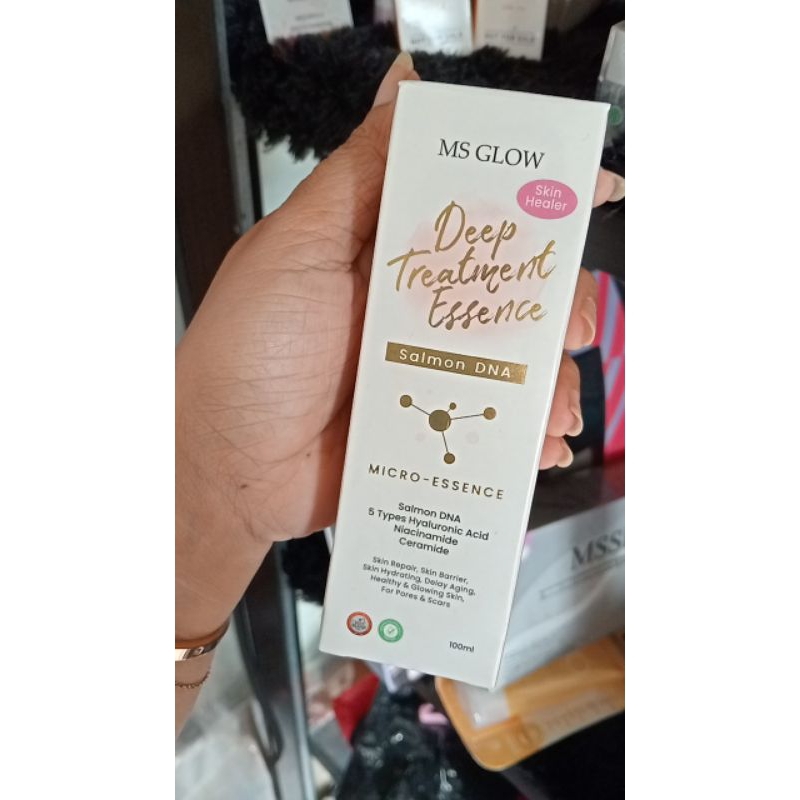 MS GLOW
Skin
Healer
Deep
Treatment
Essence
Salmon DNA
MICRO-ESSENCE
Salmon DNA
5 Types Hyaluronic Acid
Niacinamide
Ceramide
Skin Repair, Skin Barrier,
Skin Hydrating, Delay Aging,
Healthy & Glowing Skin,
For Pores & Scars
100ml